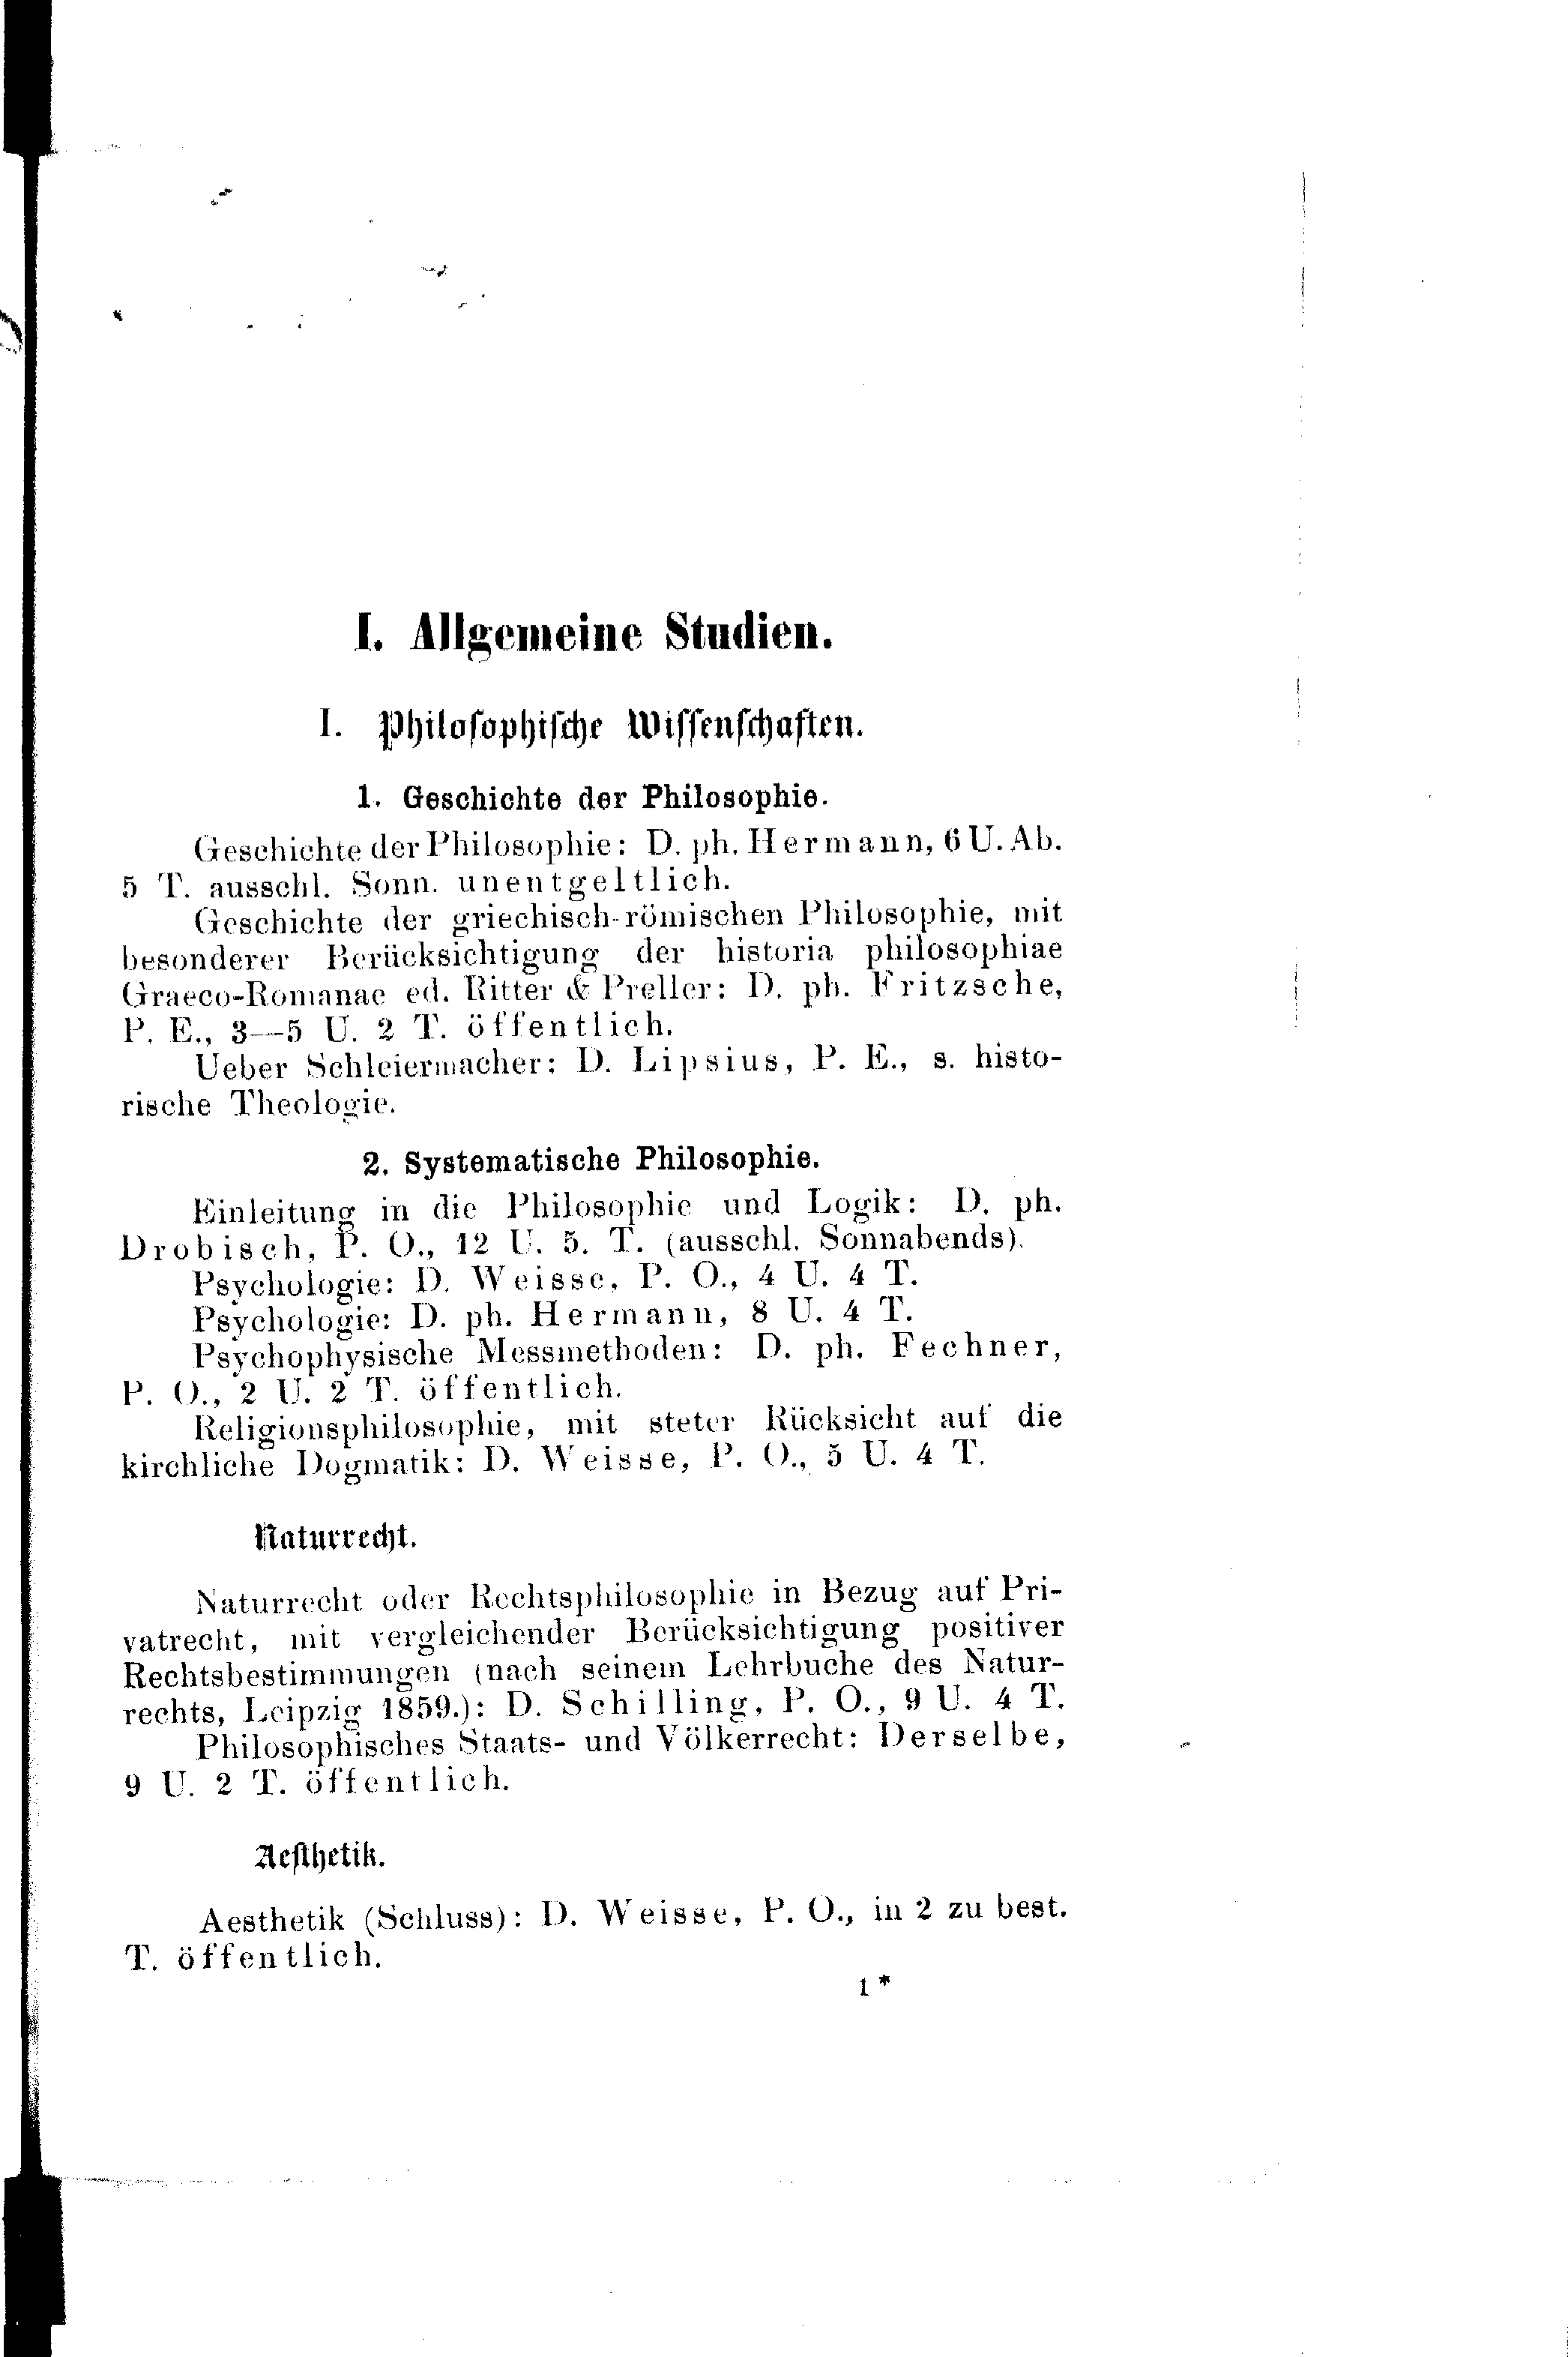 I. Allgemeine Studien.
I. Philosophische Wissenschaften.
1. Geschichte der Philosophie.
Geschichte der Philosophie: D. ph. Hermann, 6 U. Ab.
5 T. ausschl. Sonn. unentgeltlich.
Geschichte der griechisch-römischen Philosophie, mit
besonderer Berücksichtigung der historia philosophiae
Graeco-Romanae ed. Ritter & Preller: D. ph. Fritzsche,
P. E., 3—5 U. 2 T. öffentlich.
Ueber Schleiermacher: D. Lipsius, P. E., s. histo-
rische Theologie.
2. Systematische Philosophie.
Einleitung in die Philosophie und Logik: D. ph.
Drobisch, P. O., 12 U. 5. T. (ausschl. Sonnabends).
Psychologie: D. Weisse, P. O., 4 U. 4 T.
Psychologie: D. ph. Hermann, 8 U. 4 T.
Psychophysische Messmethoden: D. ph. Fechner,
P. O., 2 U. 2 T. öffentlich.
Religionsphilosophie, mit steter Rücksicht auf die
kirchliche Dogmatik: D. Weisse, P. O., 5 U. 4 T.
Naturrecht.
Naturrecht oder Rechtsphilosophie in Bezug auf Pri-
vatrecht, mit vergleichender Berücksichtigung positiver
Rechtsbestimmungen (nach seinem Lehrbuche des Natur-
rechts, Leipzig 1859.): D. Schilling, P. O., 9 U. 4 T.
Philosophisches Staats- und Völkerrecht: Derselbe,
9 U. 2 T. öffentlich.
Aesthetik.
Aesthetik (Schluss): D. Weisse, P. O., in 2 zu best.
T. öffentlich.
1*